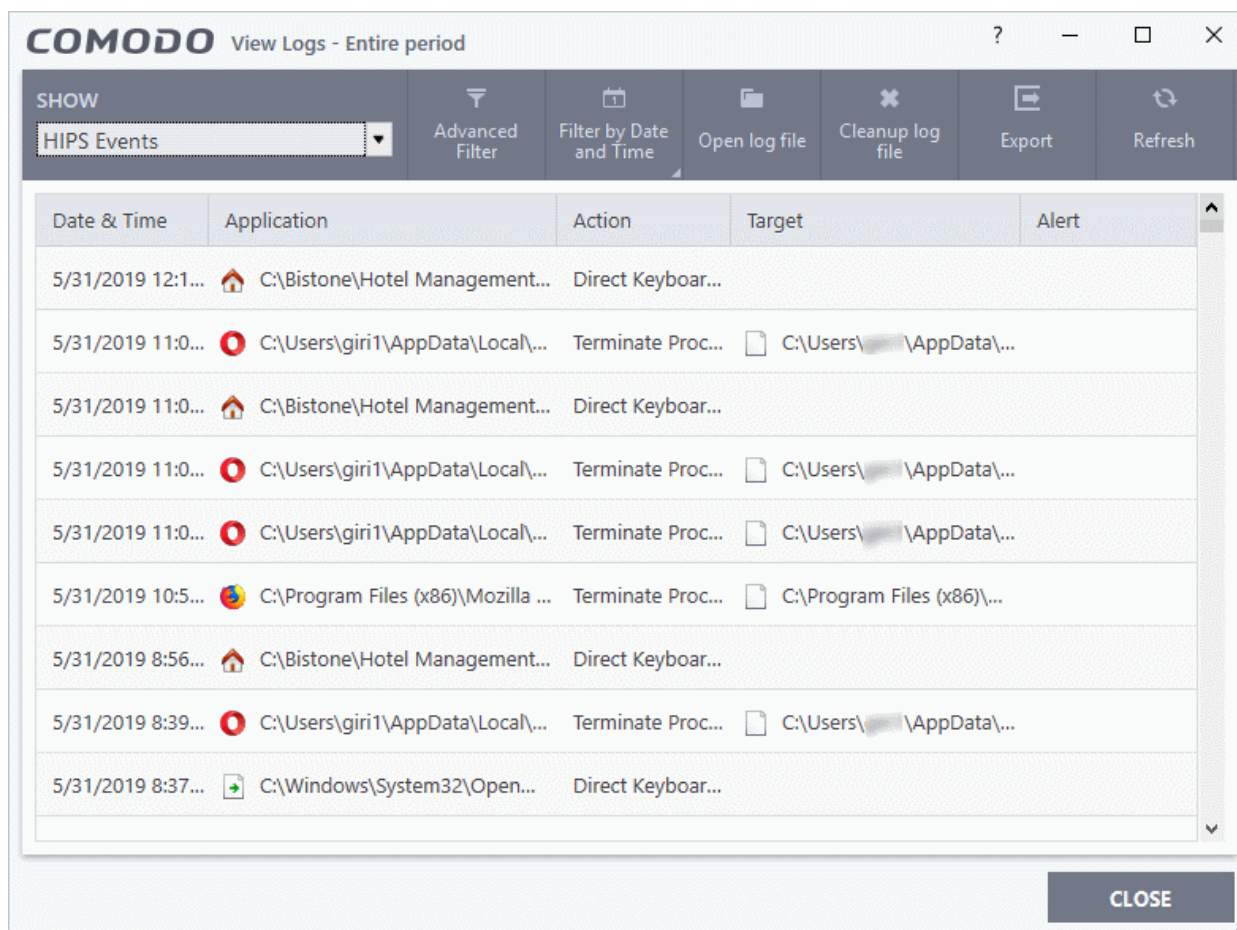 COMODO View Logs - Entire period
?
SHOW
HIPS Events
Advanced
Filter
1
Filter by Date
and Time
Open log file
Cleanup log
file
Export
Refresh
Date & Time Application Action Target Alert
5/31/2019 12:1... C:\Bistone\Hotel Management... Direct Keyboar...
5/31/2019 11:0... C:\Users\giri1\AppData\Local\... Terminate Proc... C:\Users\ \AppData\...
5/31/2019 11:0... C:\Bistone\Hotel Management... Direct Keyboar...
5/31/2019 11:0... C:\Users\giri1\AppData\Local\... Terminate Proc... C:\Users\ \AppData\...
5/31/2019 11:0... C:\Users\giri1\AppData\Local\... Terminate Proc... C:\Users\ \AppData\...
5/31/2019 10:5... C:\Program Files (x86)\Mozilla ... Terminate Proc... C:\Program Files (x86)\...
5/31/2019 8:56... C:\Bistone\Hotel Management... Direct Keyboar...
5/31/2019 8:39... C:\Users\giri1\AppData\Local\... Terminate Proc... C:\Users\ \AppData\...
5/31/2019 8:37... C:\Windows\System32\Open... Direct Keyboar...
CLOSE